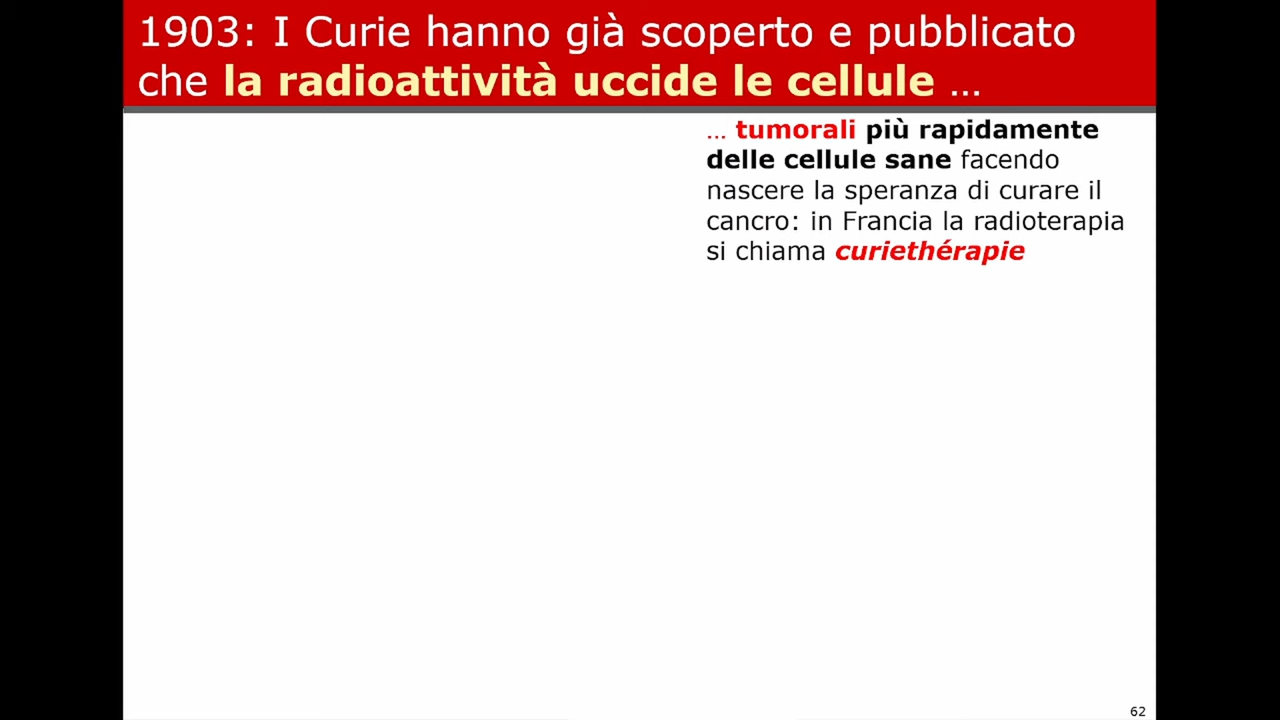 1903: I Curie hanno già scoperto e pubblicato
che la radioattività uccide le cellule ...
... tumorali più rapidamente
delle cellule sane facendo
nascere la speranza di curare il
cancro: in Francia la radioterapia
si chiama curiethérapie
62